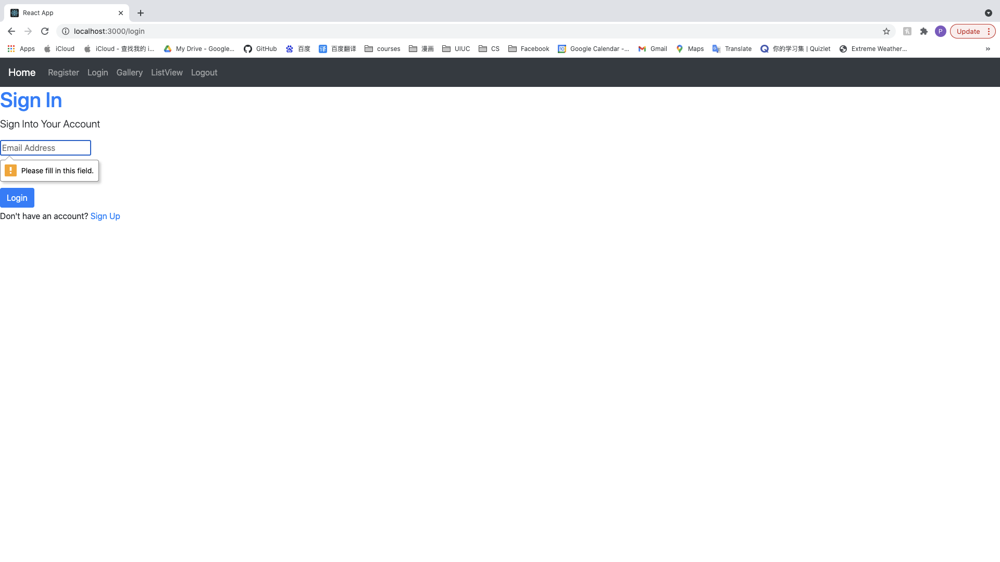 React App
localhost:3000/login
Update
Apps iCloud iCloud - 查找我的 i... My Drive - Google... GitHub 百度 译 百度翻译 courses 漫画 UIUC CS Facebook 10 Google Calendar -... Gmail Maps Translate 你的学习集 | Quizlet Extreme Weather... »
Home Register Login Gallery ListView Logout
Sign In
Sign Into Your Account
Email Address
Please fill in this field.
Login
Don't have an account? Sign Up